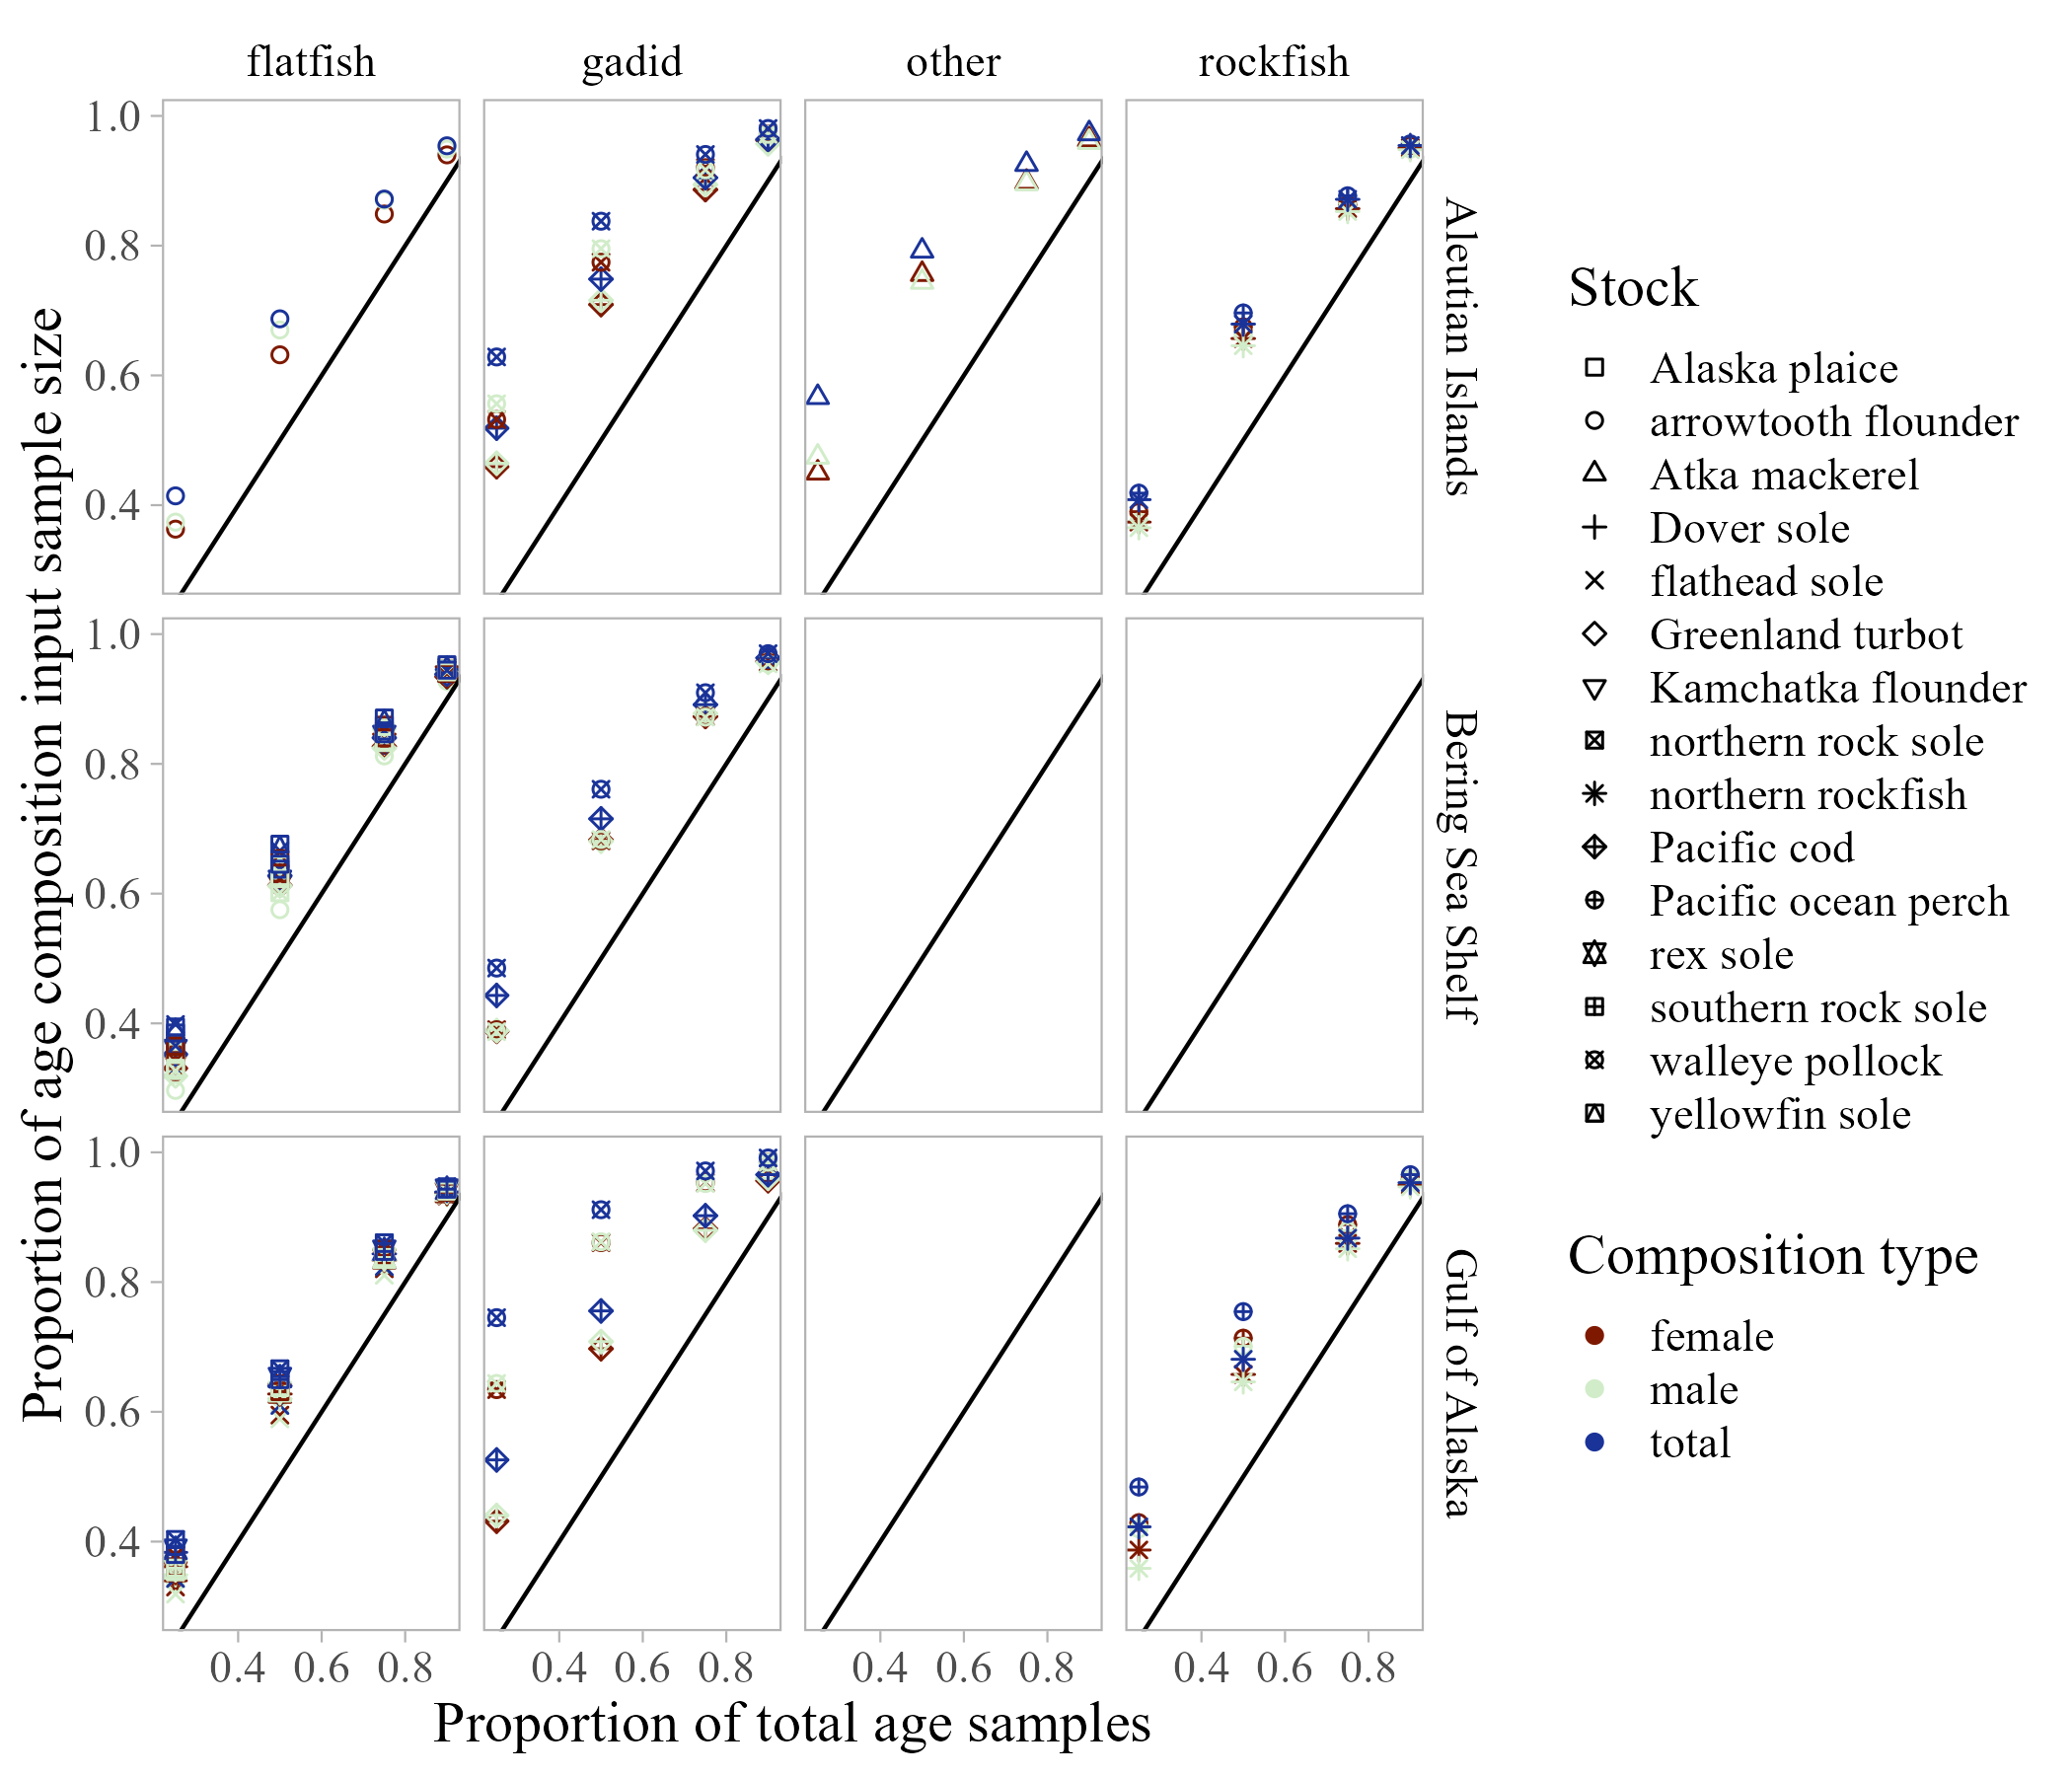 flatfish gadid other rockfish
Proportion of age composition input sample size
1.0
0.8
0.6
0.4
Aleutian Islands
1.0
0.8
0.6
0.4
Bering Sea Shelf
1.0
0.8
0.6
0.4
Gulf of Alaska
0.4 0.6 0.8 0.4 0.6 0.8 0.4 0.6 0.8 0.4 0.6 0.8
Proportion of total age samples
Stock
Alaska plaice
arrowtooth flounder
Atka mackerel
Dover sole
flathead sole
Greenland turbot
Kamchatka flounder
northern rock sole
northern rockfish
Pacific cod
Pacific ocean perch
rex sole
southern rock sole
walleye pollock
yellowfin sole
Composition type
female
male
total